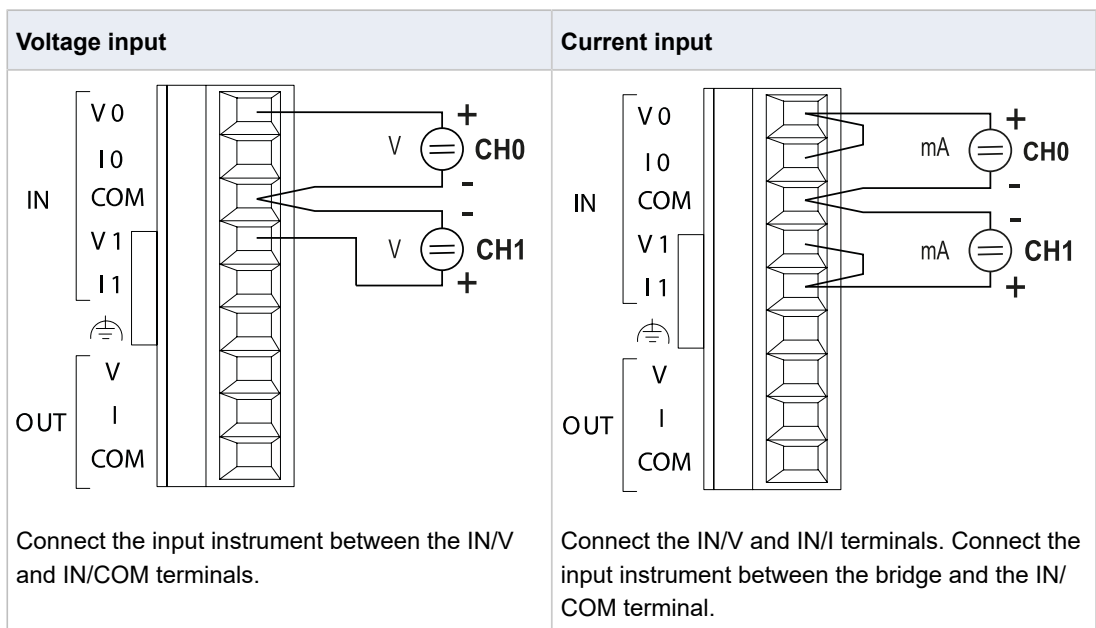 Voltage input
Current input
V 0
I 0
IN
COM
V 1
I 1
V
OUT
I
COM
+
V
CH0
-
-
V
CH1
+
Connect the input instrument between the IN/V
and IN/COM terminals.
V 0
I 0
IN
COM
V 1
I 1
V
OUT
I
COM
+
mA
CH0
-
-
mA
CH1
+
Connect the IN/V and IN/I terminals. Connect the
input instrument between the bridge and the IN/
COM terminal.